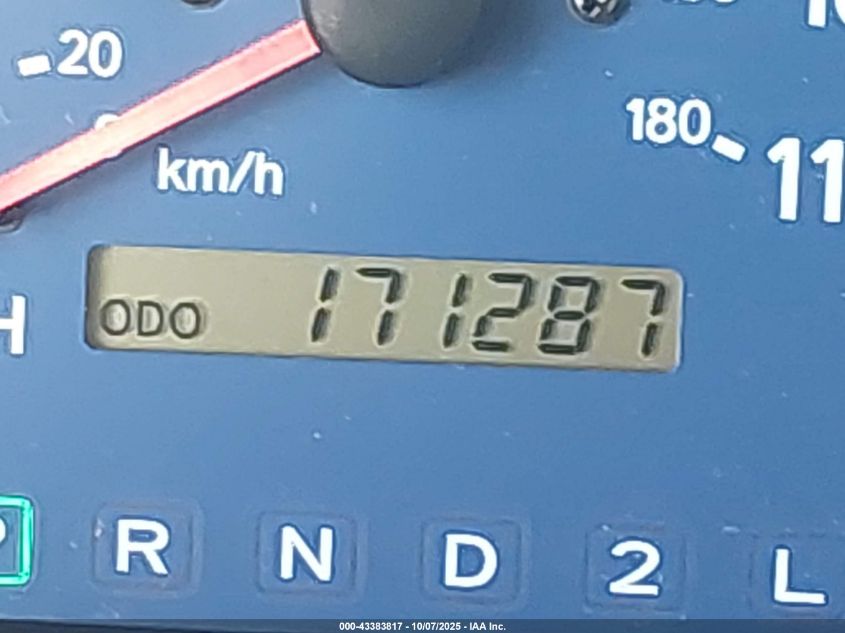 20
180
11
km/h
H
ODO 171287
P R N D 2 L
000-43383817 - 10/07/2025 - IAA Inc.